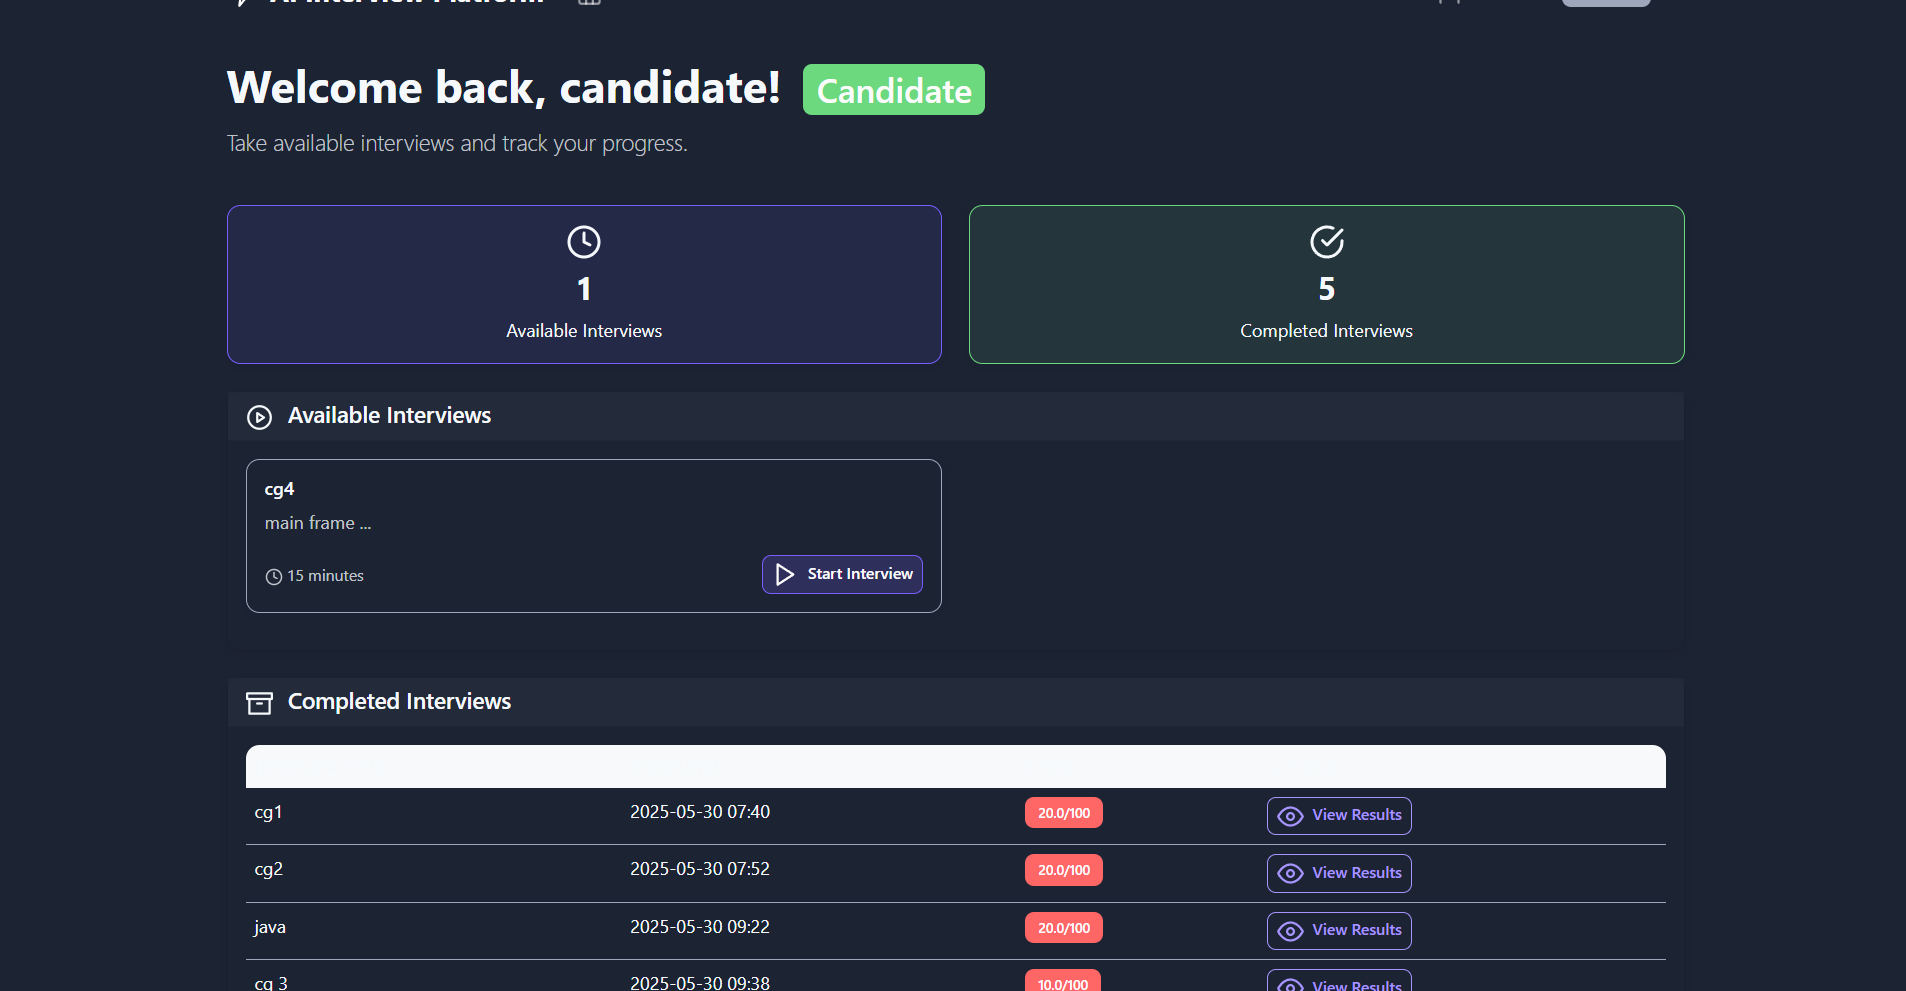 AI Interview Platform
Welcome back, candidate!
Candidate
Take available interviews and track your progress.
1
Available Interviews
5
Completed Interviews
Available Interviews
cg4
main frame ...
15 minutes
Start Interview
Completed Interviews
cg1 2025-05-30 07:40 20.0/100 View Results
cg2 2025-05-30 07:52 20.0/100 View Results
java 2025-05-30 09:22 20.0/100 View Results
cg 3 2025-05-30 09:38 10.0/100 View Results